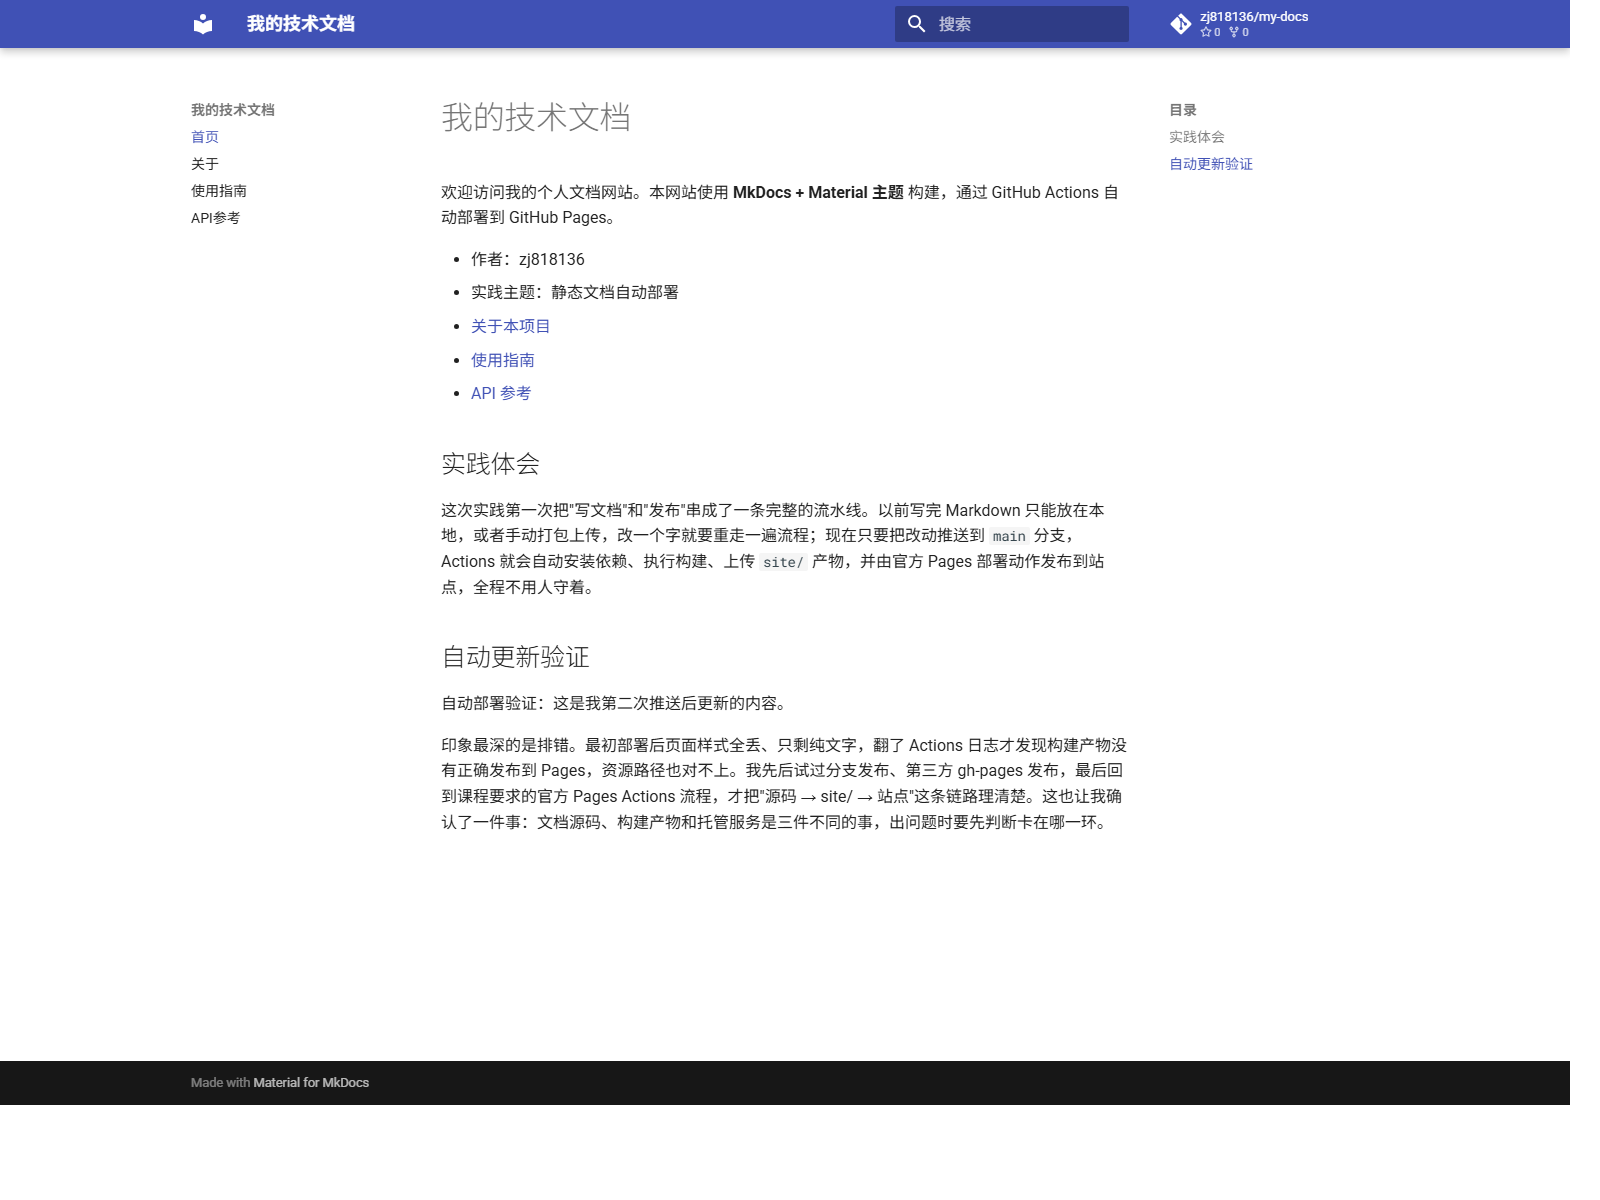 我的技术文档
搜索
zj818136/my-docs
0 0
我的技术文档
首页
关于
使用指南
API参考
我的技术文档
欢迎访问我的个人文档网站。本网站使用 MkDocs + Material 主题 构建，通过 GitHub Actions 自
动部署到 GitHub Pages。
• 作者：zj818136
• 实践主题：静态文档自动部署
• 关于本项目
• 使用指南
• API 参考
实践体会
这次实践第一次把"写文档"和"发布"串成了一条完整的流水线。以前写完 Markdown 只能放在本
地，或者手动打包上传，改一个字就要重走一遍流程；现在只要把改动推送到 main 分支，
Actions 就会自动安装依赖、执行构建、上传 site/ 产物，并由官方 Pages 部署动作发布到站
点，全程不用人守着。
自动更新验证
自动部署验证：这是我第二次推送后更新的内容。
印象最深的是排错。最初部署后页面样式全丢、只剩纯文字，翻了 Actions 日志才发现构建产物没
有正确发布到 Pages，资源路径也对不上。我先后试过分支发布、第三方 gh-pages 发布，最后回
到课程要求的官方 Pages Actions 流程，才把"源码 → site/ → 站点"这条链路理清楚。这也让我确
认了一件事：文档源码、构建产物和托管服务是三件不同的事，出问题时要先判断卡在哪一环。
目录
实践体会
自动更新验证
Made with Material for MkDocs